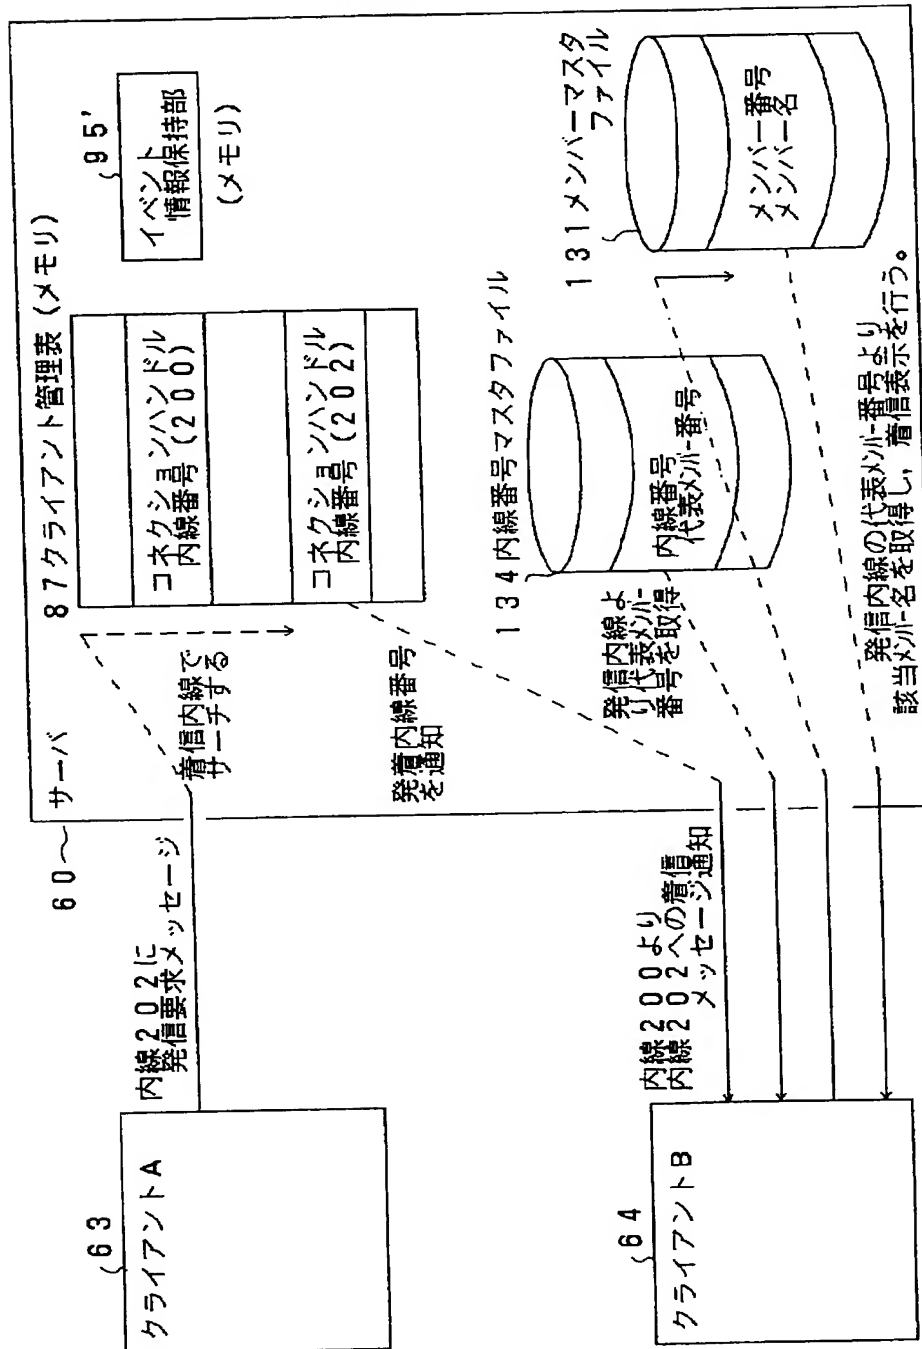 60
サーバ
87クライアント管理表(メモリ)
コネクションハンドル
内線番号(200)
コネクションハンドル
内線番号(202)
95'
イベント
情報保持部
(メモリ)
着信内線で
サーチする
発着内線番号
を通知
134内線番号マスタファイル
内線番号
代表メンバー番号
131メンバーマスタ
ファイル
メンバー番号
メンバー名
発信内線よ
り代表メンバー
番号を取得
発信内線の代表メンバー番号より
該当メンバー名を取得し,着信表示を行う。
63
クライアントA
内線202に
発信要求メッセージ
64
クライアントB
内線200より
内線202への着信
メッセージ通知